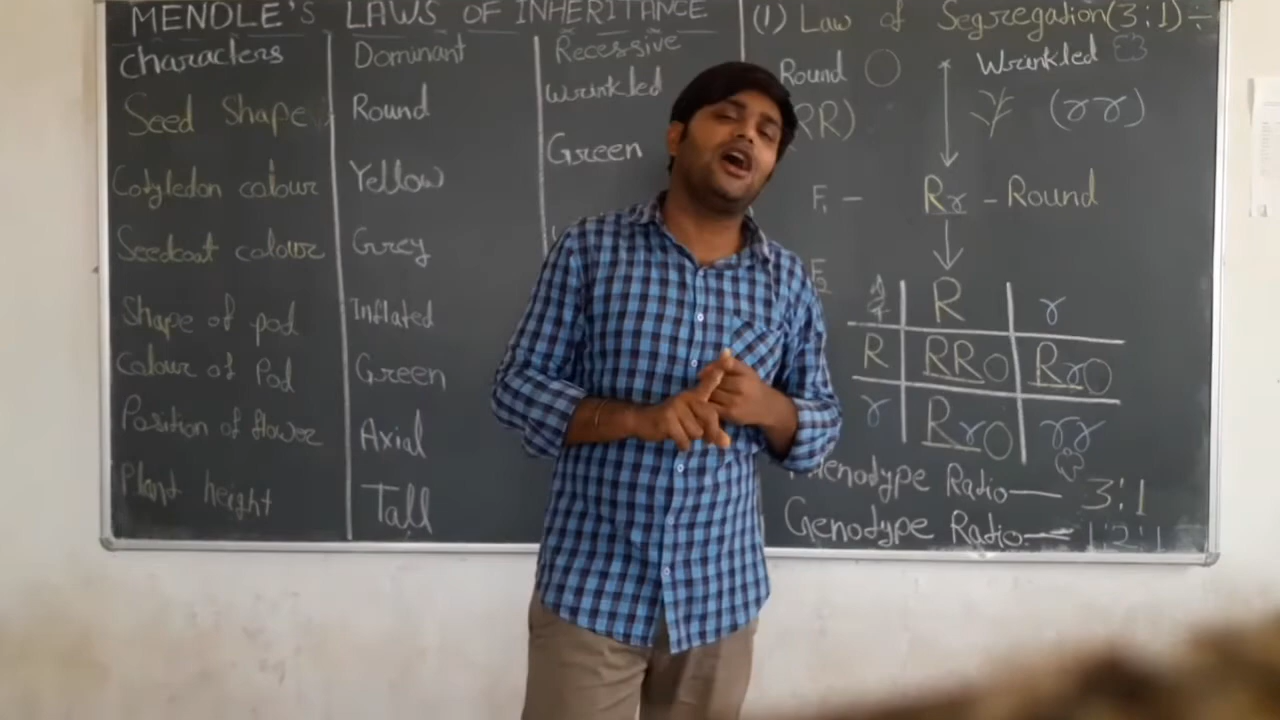 MENDLE'S LAWS OF INHERITANCE
Characters Dominant Recessive
Seed Shape Round Wrinkled
Cotyledon colour Yellow Green
Seedcoat colour Grey
Shape of pod Inflated
Colour of Pod Green
Position of flower Axial
Plant height Tall
(1) Law of Segregation (3:1) :-
Round × Wrinkled
RR) (rr)
F1 – Rr – Round
F2
R r
R RR Rr
r Rr rr
Phenotype Ratio — 3:1
Genotype Ratio — 1:2:1